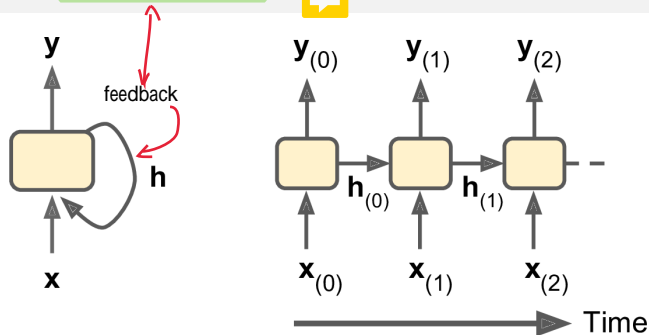 y
feedback
h
x
y(0) y(1) y(2)
h(0) h(1)
x(0) x(1) x(2)
Time